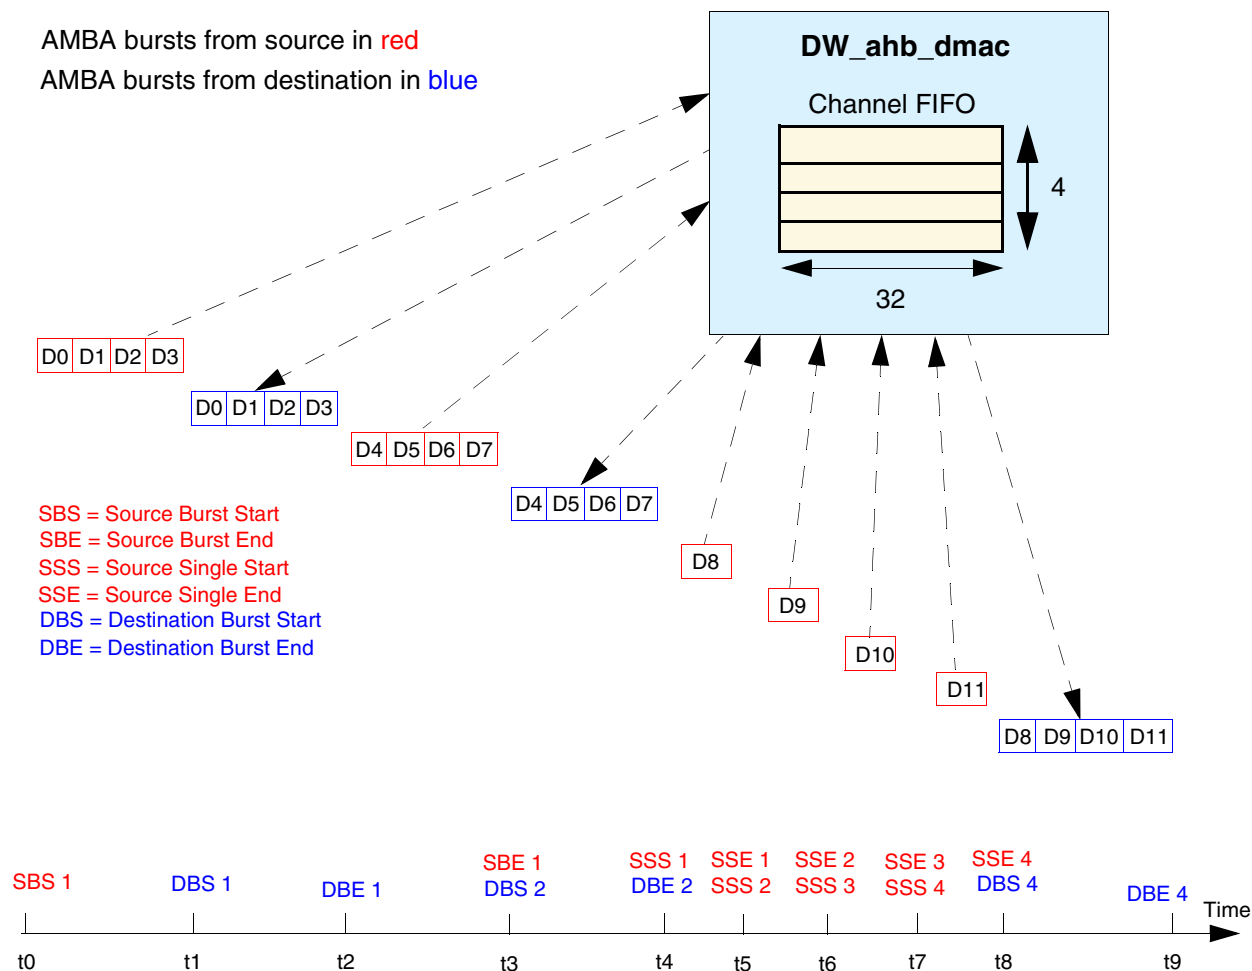 AMBA bursts from source in red
AMBA bursts from destination in blue
DW_ahb_dmac
Channel FIFO
4
32
D0 D1 D2 D3
D0 D1 D2 D3
D4 D5 D6 D7
D4 D5 D6 D7
D8
D9
D10
D11
D8 D9 D10 D11
SBS = Source Burst Start
SBE = Source Burst End
SSS = Source Single Start
SSE = Source Single End
DBS = Destination Burst Start
DBE = Destination Burst End
SBE 1 SSS 1 SSE 1 SSE 2 SSE 3 SSE 4
SBS 1 DBS 1 DBE 1 DBS 2 DBE 2 SSS 2 SSS 3 SSS 4 DBS 4 DBE 4
Time
t0 t1 t2 t3 t4 t5 t6 t7 t8 t9